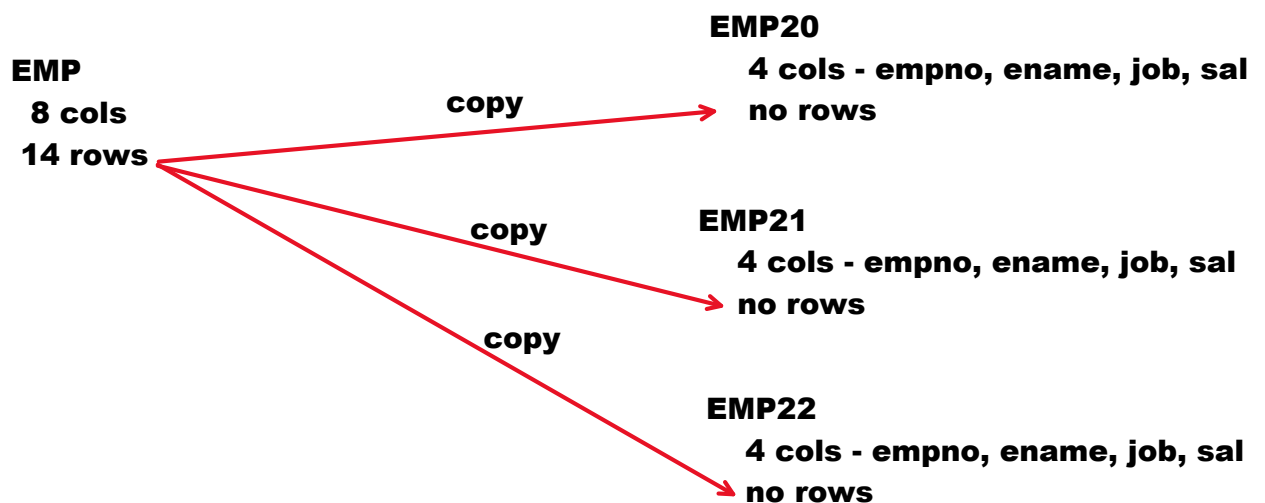 EMP
8 cols
14 rows
copy
copy
copy
EMP20
4 cols - empno, ename, job, sal
no rows
EMP21
4 cols - empno, ename, job, sal
no rows
EMP22
4 cols - empno, ename, job, sal
no rows